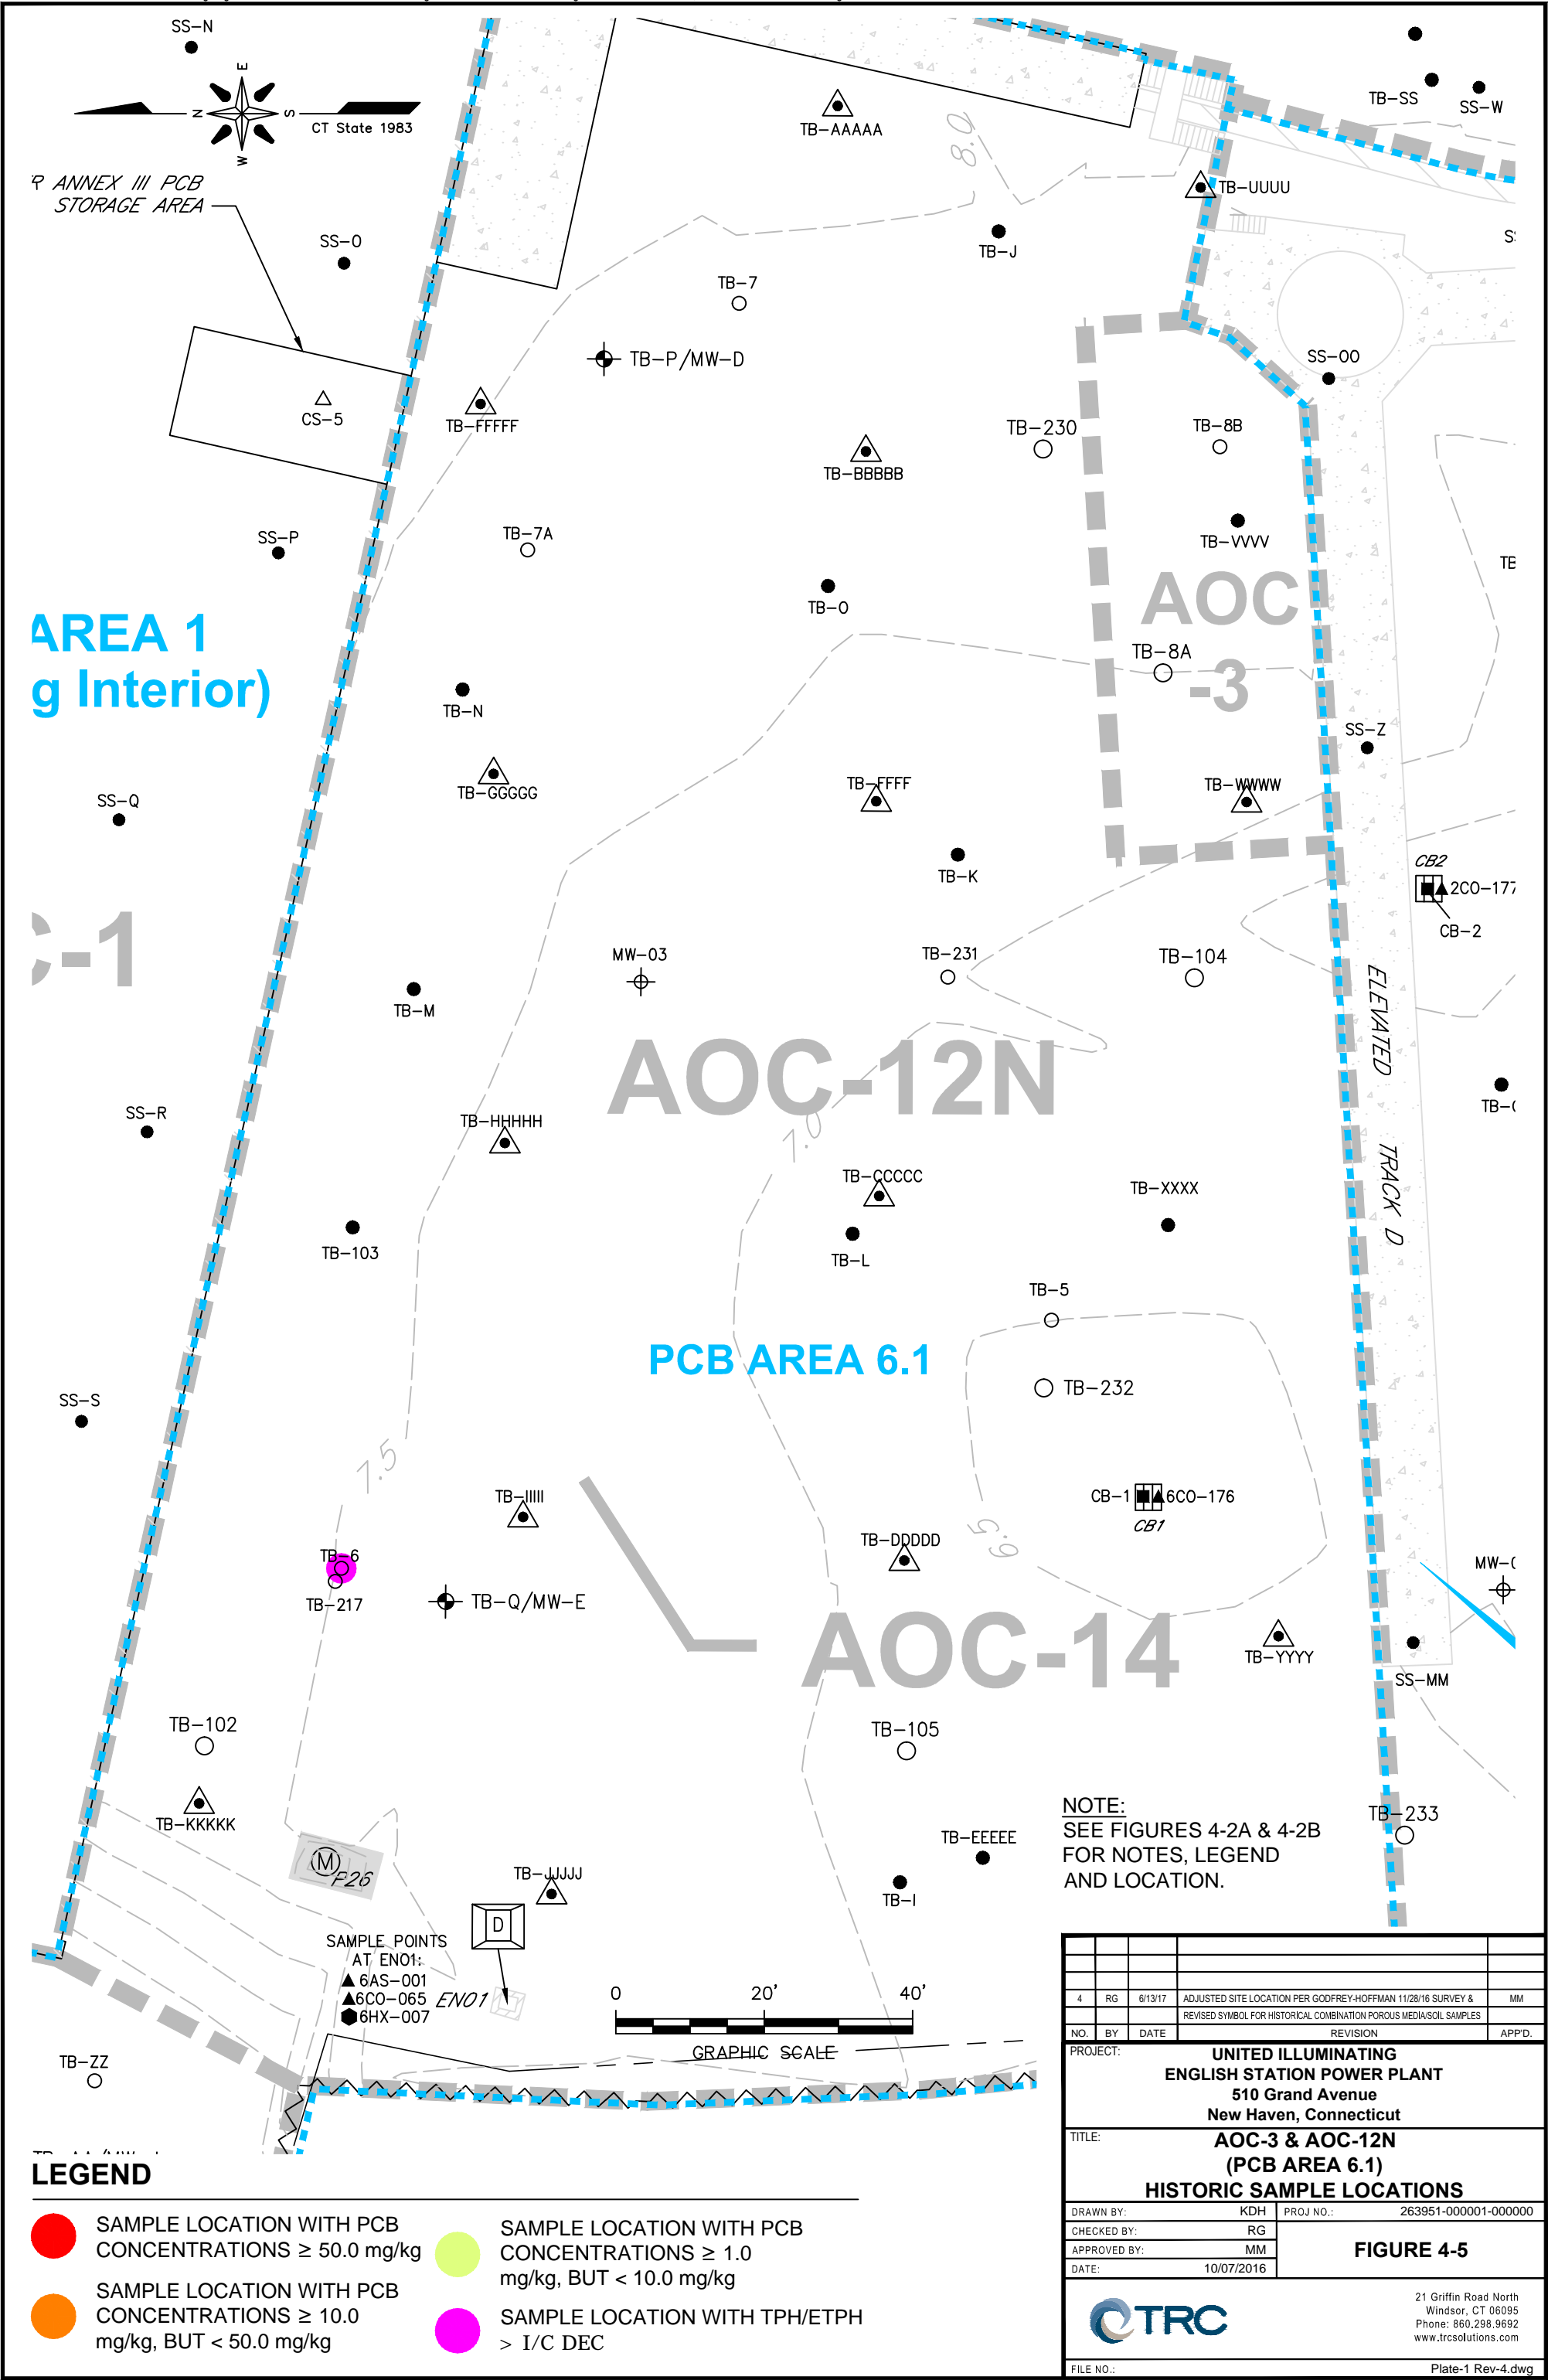 SS-N
E
N
S
W
CT State 1983
'R ANNEX III PCB
STORAGE AREA
SS-O
CS-5
TB-AAAAA
8.0
TB-SS
SS-W
TB-UUUU
TB-J
TB-7
TB-P/MW-D
TB-FFFFF
TB-BBBBB
TB-230
TB-8B
SS-OO
SS-P
TB-7A
TB-VVVV
TB-O
AOC
-3
AREA 1
g Interior)
TB-8A
TB-N
SS-Z
TB-GGGGG
TB-FFFF
TB-WWWW
SS-Q
TB-K
CB2
2CO-177
CB-2
C-1
MW-03
TB-231
TB-104
TB-M
ELEVATED TRACK D
AOC-12N
SS-R
TB-HHHHH
7.0
TB-(
TB-CCCCC
TB-XXXX
TB-103
TB-L
TB-5
PCB AREA 6.1
TB-232
SS-S
7.5
TB-IIIII
CB-1
6CO-176
CB1
6.5
TB-DDDDD
TB-6
TB-217
TB-Q/MW-E
MW-(
AOC-14
TB-YYYY
SS-MM
TB-102
TB-105
TB-KKKKK
M
P26
TB-JJJJJ
TB-EEEEE
TB-I
TB-233
NOTE:
SEE FIGURES 4-2A & 4-2B
FOR NOTES, LEGEND
AND LOCATION.
D
SAMPLE POINTS
AT EN01:
6AS-001
6CO-065
6HX-007
EN01
0 20' 40'
GRAPHIC SCALE
TB-ZZ
LEGEND
SAMPLE LOCATION WITH PCB
CONCENTRATIONS ≥ 50.0 mg/kg
SAMPLE LOCATION WITH PCB
CONCENTRATIONS ≥ 10.0
mg/kg, BUT < 50.0 mg/kg
SAMPLE LOCATION WITH PCB
CONCENTRATIONS ≥ 1.0
mg/kg, BUT < 10.0 mg/kg
SAMPLE LOCATION WITH TPH/ETPH
> I/C DEC
4 RG 6/13/17 ADJUSTED SITE LOCATION PER GODFREY-HOFFMAN 11/28/16 SURVEY & MM
REVISED SYMBOL FOR HISTORICAL COMBINATION POROUS MEDIA/SOIL SAMPLES
NO. BY DATE REVISION APP'D.
PROJECT:
UNITED ILLUMINATING
ENGLISH STATION POWER PLANT
510 Grand Avenue
New Haven, Connecticut
TITLE:
AOC-3 & AOC-12N
(PCB AREA 6.1)
HISTORIC SAMPLE LOCATIONS
DRAWN BY: KDH PROJ NO.: 263951-000001-000000
CHECKED BY: RG
APPROVED BY: MM
DATE: 10/07/2016
FIGURE 4-5
TRC
21 Griffin Road North
Windsor, CT 06095
Phone: 860.298.9692
www.trcsolutions.com
FILE NO.: Plate-1 Rev-4.dwg